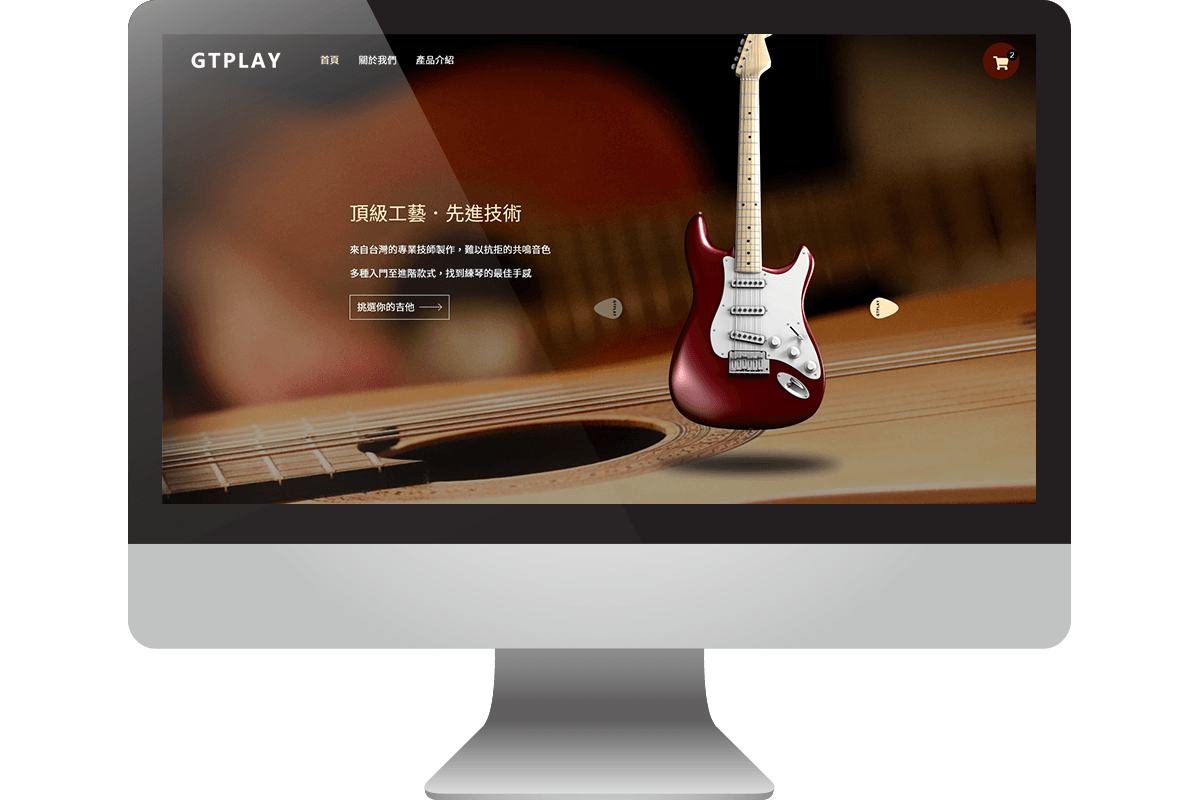 GTPLAY
首頁 關於我們 產品介紹
2
頂級工藝．先進技術
來自台灣的專業技師製作，難以抗拒的共鳴音色
多種入門至進階款式，找到練琴的最佳手感
挑選你的吉他
GTPLAY
GTPLAY